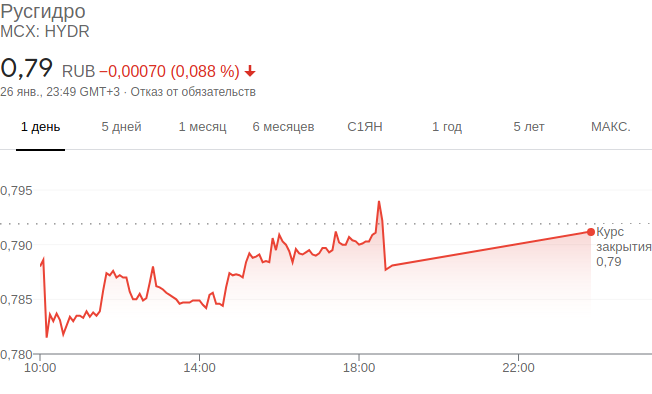 Русгидро
MCX: HYDR
0,79 RUB −0,00070 (0,088 %)
26 янв., 23:49 GMT+3 · Отказ от обязательств
1 день 5 дней 1 месяц 6 месяцев С1ЯН 1 год 5 лет МАКС.
0,795
0,790
0,785
0,780
Курс
закрытия
0,79
10:00 14:00 18:00 22:00